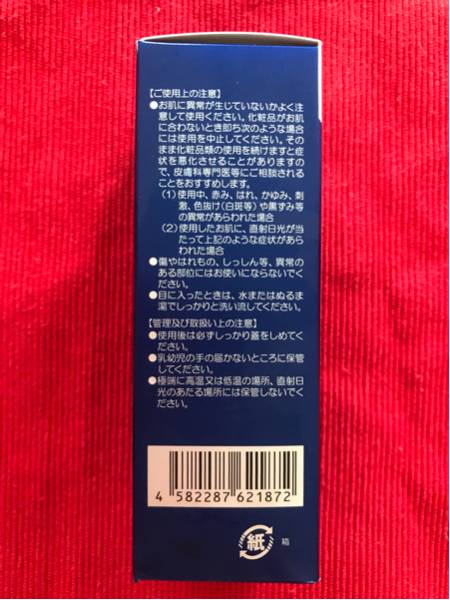 【ご使用上の注意】
●お肌に異常が生じていないかよく注
意して使用ください。化粧品がお肌
に合わないとき即ち次のような場合
には使用を中止してください。その
まま化粧品類の使用を続けますと症
状を悪化させることがありますの
で、皮膚科専門医等にご相談される
ことをおすすめします。
(1)使用中、赤み、はれ、かゆみ、刺
激、色抜け(白斑等)や黒ずみ等
の異常があらわれた場合
(2)使用したお肌に、直射日光が当
たって上記のような症状があら
われた場合
●傷やはれもの、しっしん等、異常の
ある部位にはお使いにならないでく
ださい。
●目に入ったときは、水またはぬるま
湯でしっかりと洗い流してください。
【管理及び取扱い上の注意】
●使用後は必ずしっかり蓋をしめてく
ださい。
●乳幼児の手の届かないところに保管
してください。
●極端に高温又は低温の場所、直射日
光のあたる場所には保管しないでくだ
さい。
4 582287 621872
紙 箱